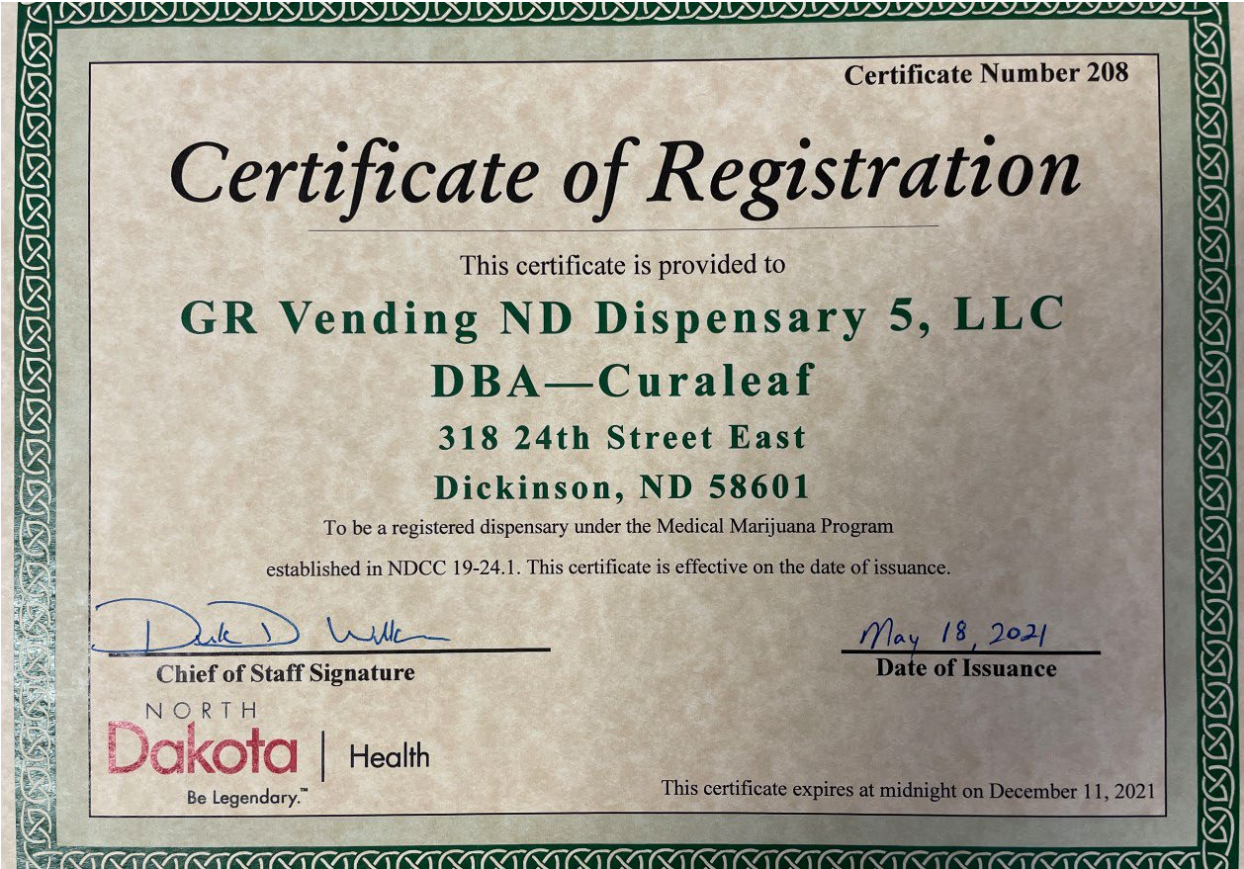 Certificate Number 208
Certificate of Registration
This certificate is provided to
GR Vending ND Dispensary 5, LLC
DBA—Curaleaf
318 24th Street East
Dickinson, ND 58601
To be a registered dispensary under the Medical Marijuana Program
established in NDCC 19-24.1. This certificate is effective on the date of issuance.
May 18, 2021
Chief of Staff Signature
Date of Issuance
NORTH
Dakota | Health
Be Legendary.™
This certificate expires at midnight on December 11, 2021